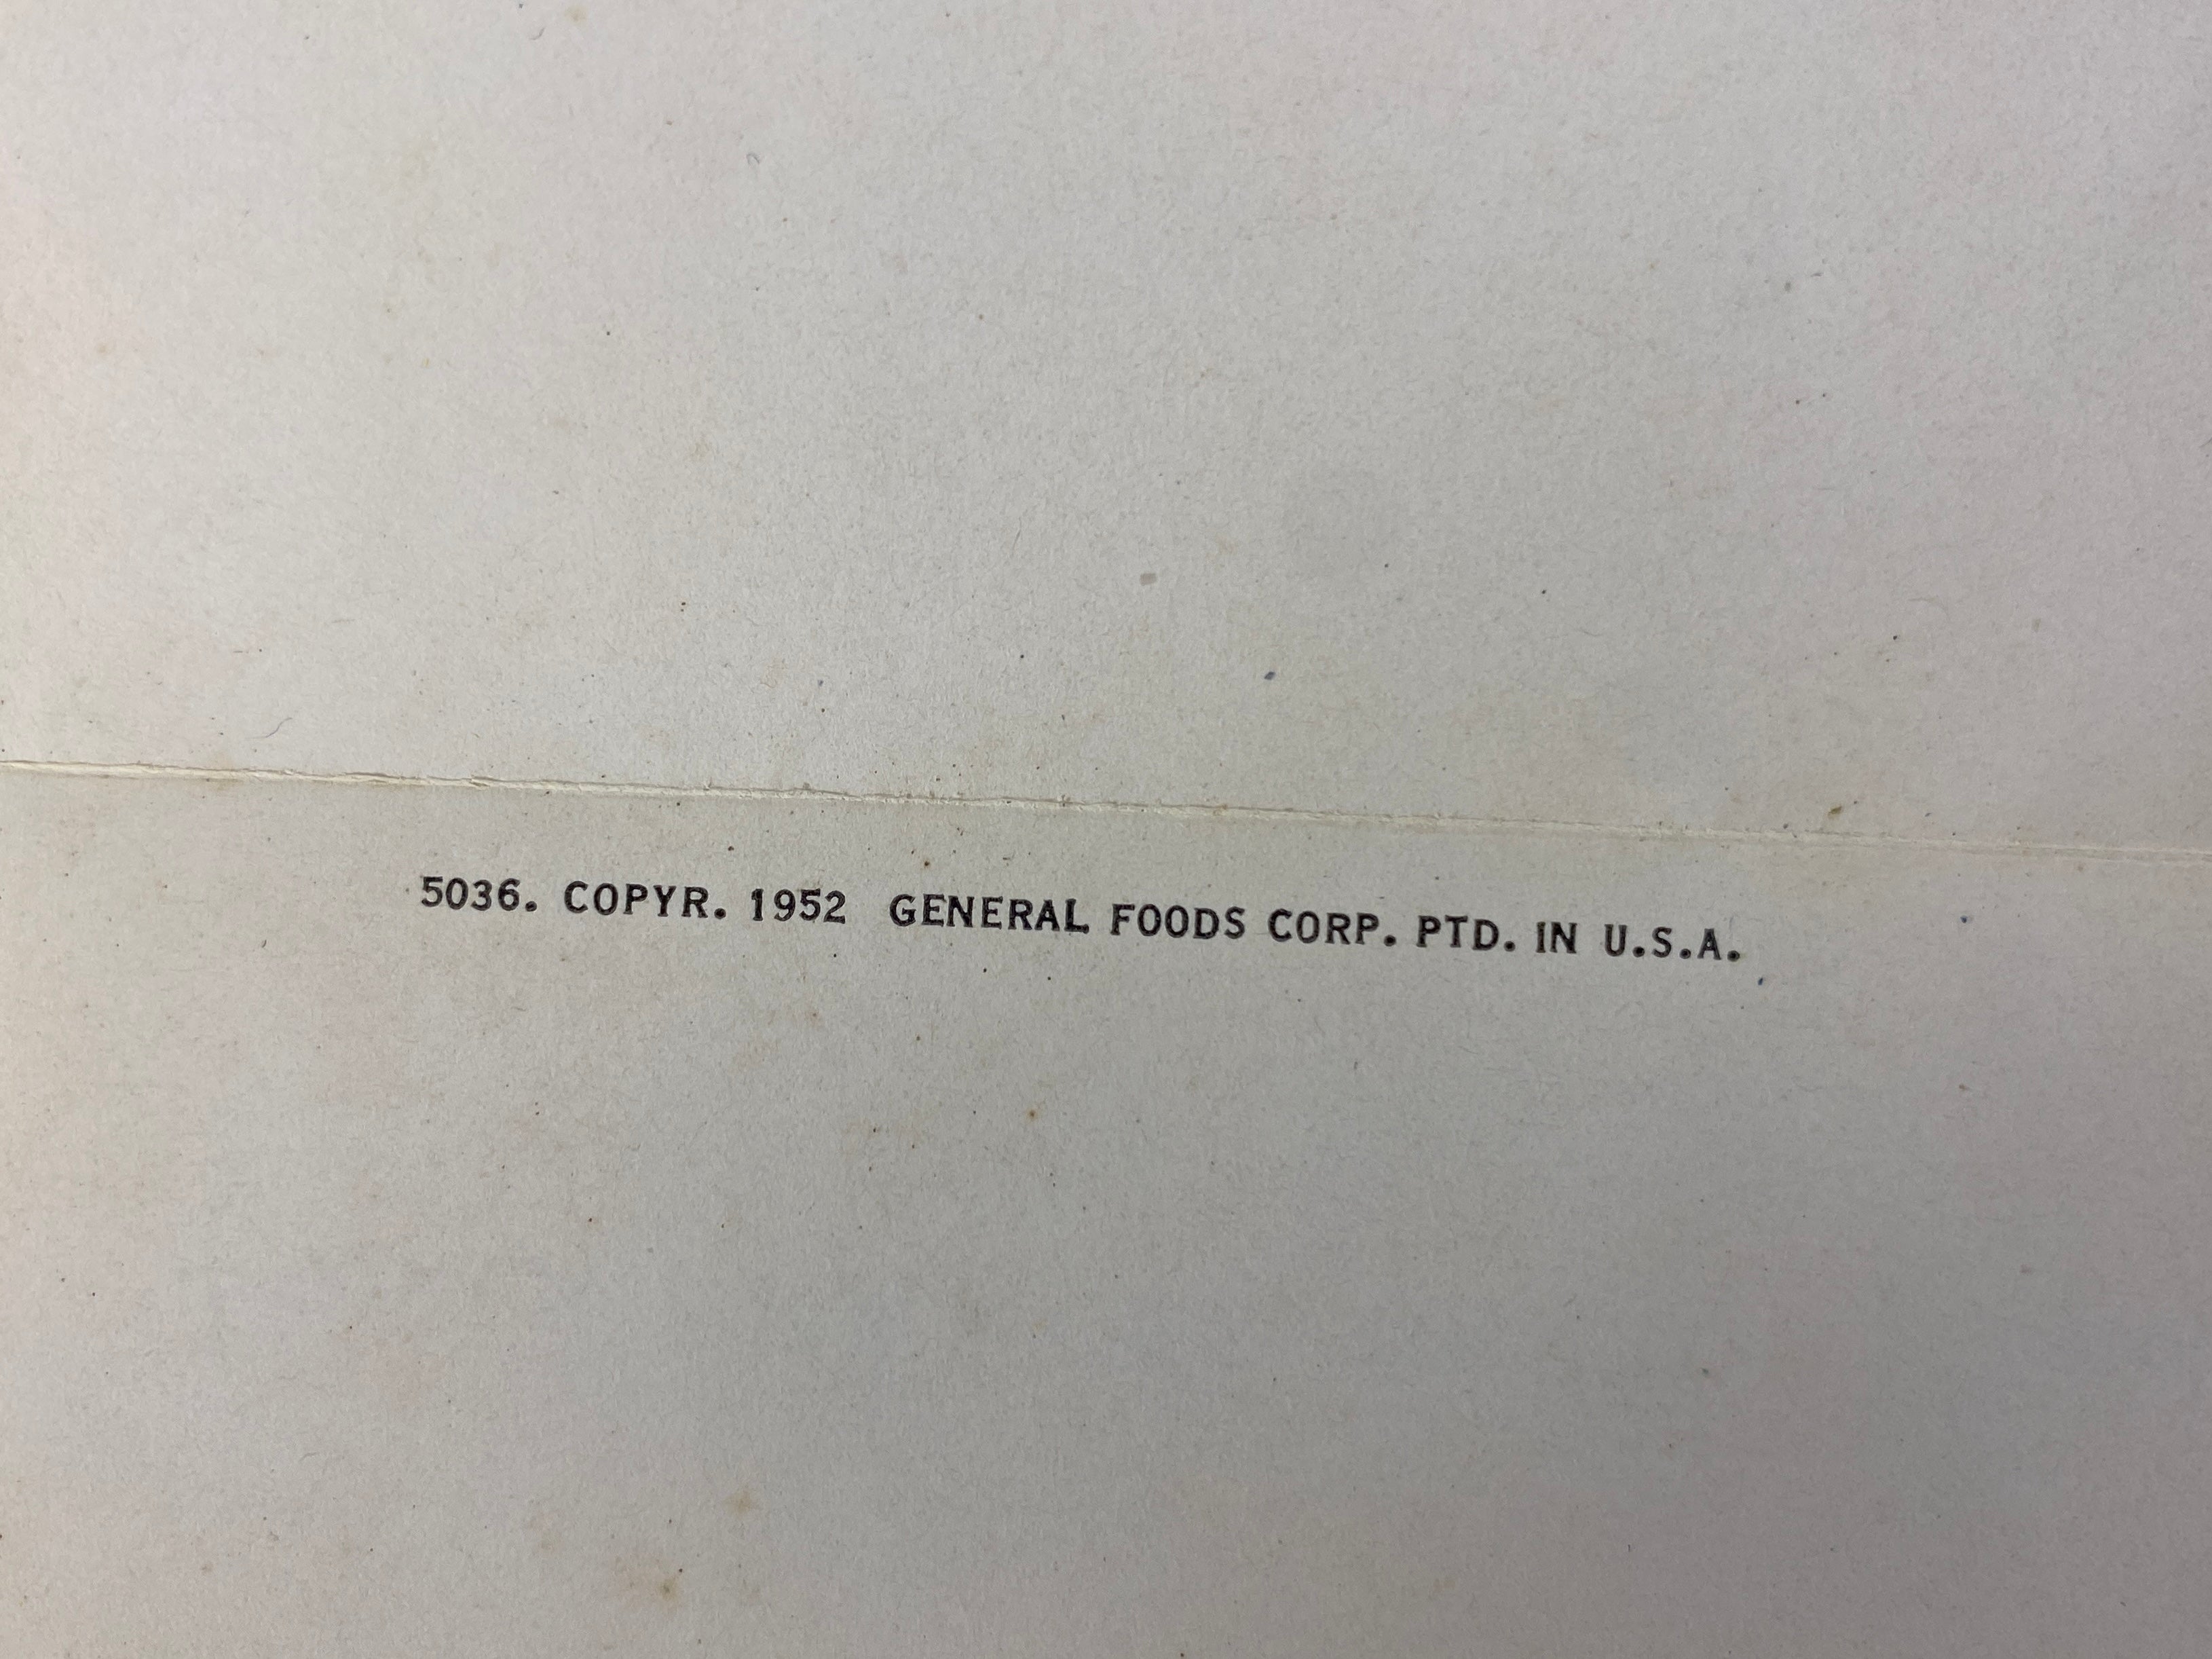 5036. COPYR. 1952 GENERAL FOODS CORP. PTD. IN U.S.A.